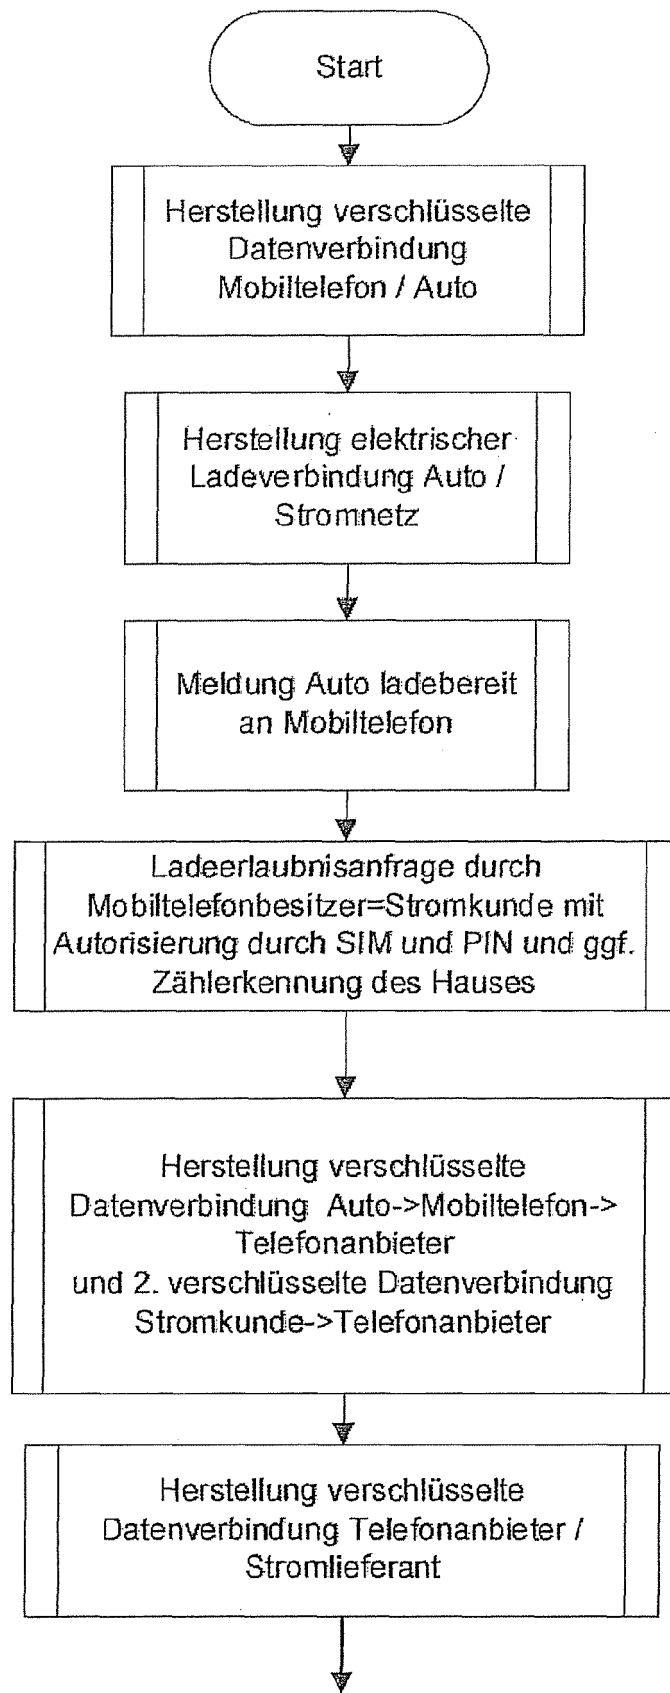 Start
Herstellung verschlüsselte
Datenverbindung
Mobiltelefon / Auto
Herstellung elektrischer
Ladeverbindung Auto /
Stromnetz
Meldung Auto ladebereit
an Mobiltelefon
Ladeerlaubnisanfrage durch
Mobiltelefonbesitzer=Stromkunde mit
Autorisierung durch SIM und PIN und ggf.
Zählerkennung des Hauses
Herstellung verschlüsselte
Datenverbindung Auto->Mobiltelefon->
Telefonanbieter
und 2. verschlüsselte Datenverbindung
Stromkunde->Telefonanbieter
Herstellung verschlüsselte
Datenverbindung Telefonanbieter /
Stromlieferant